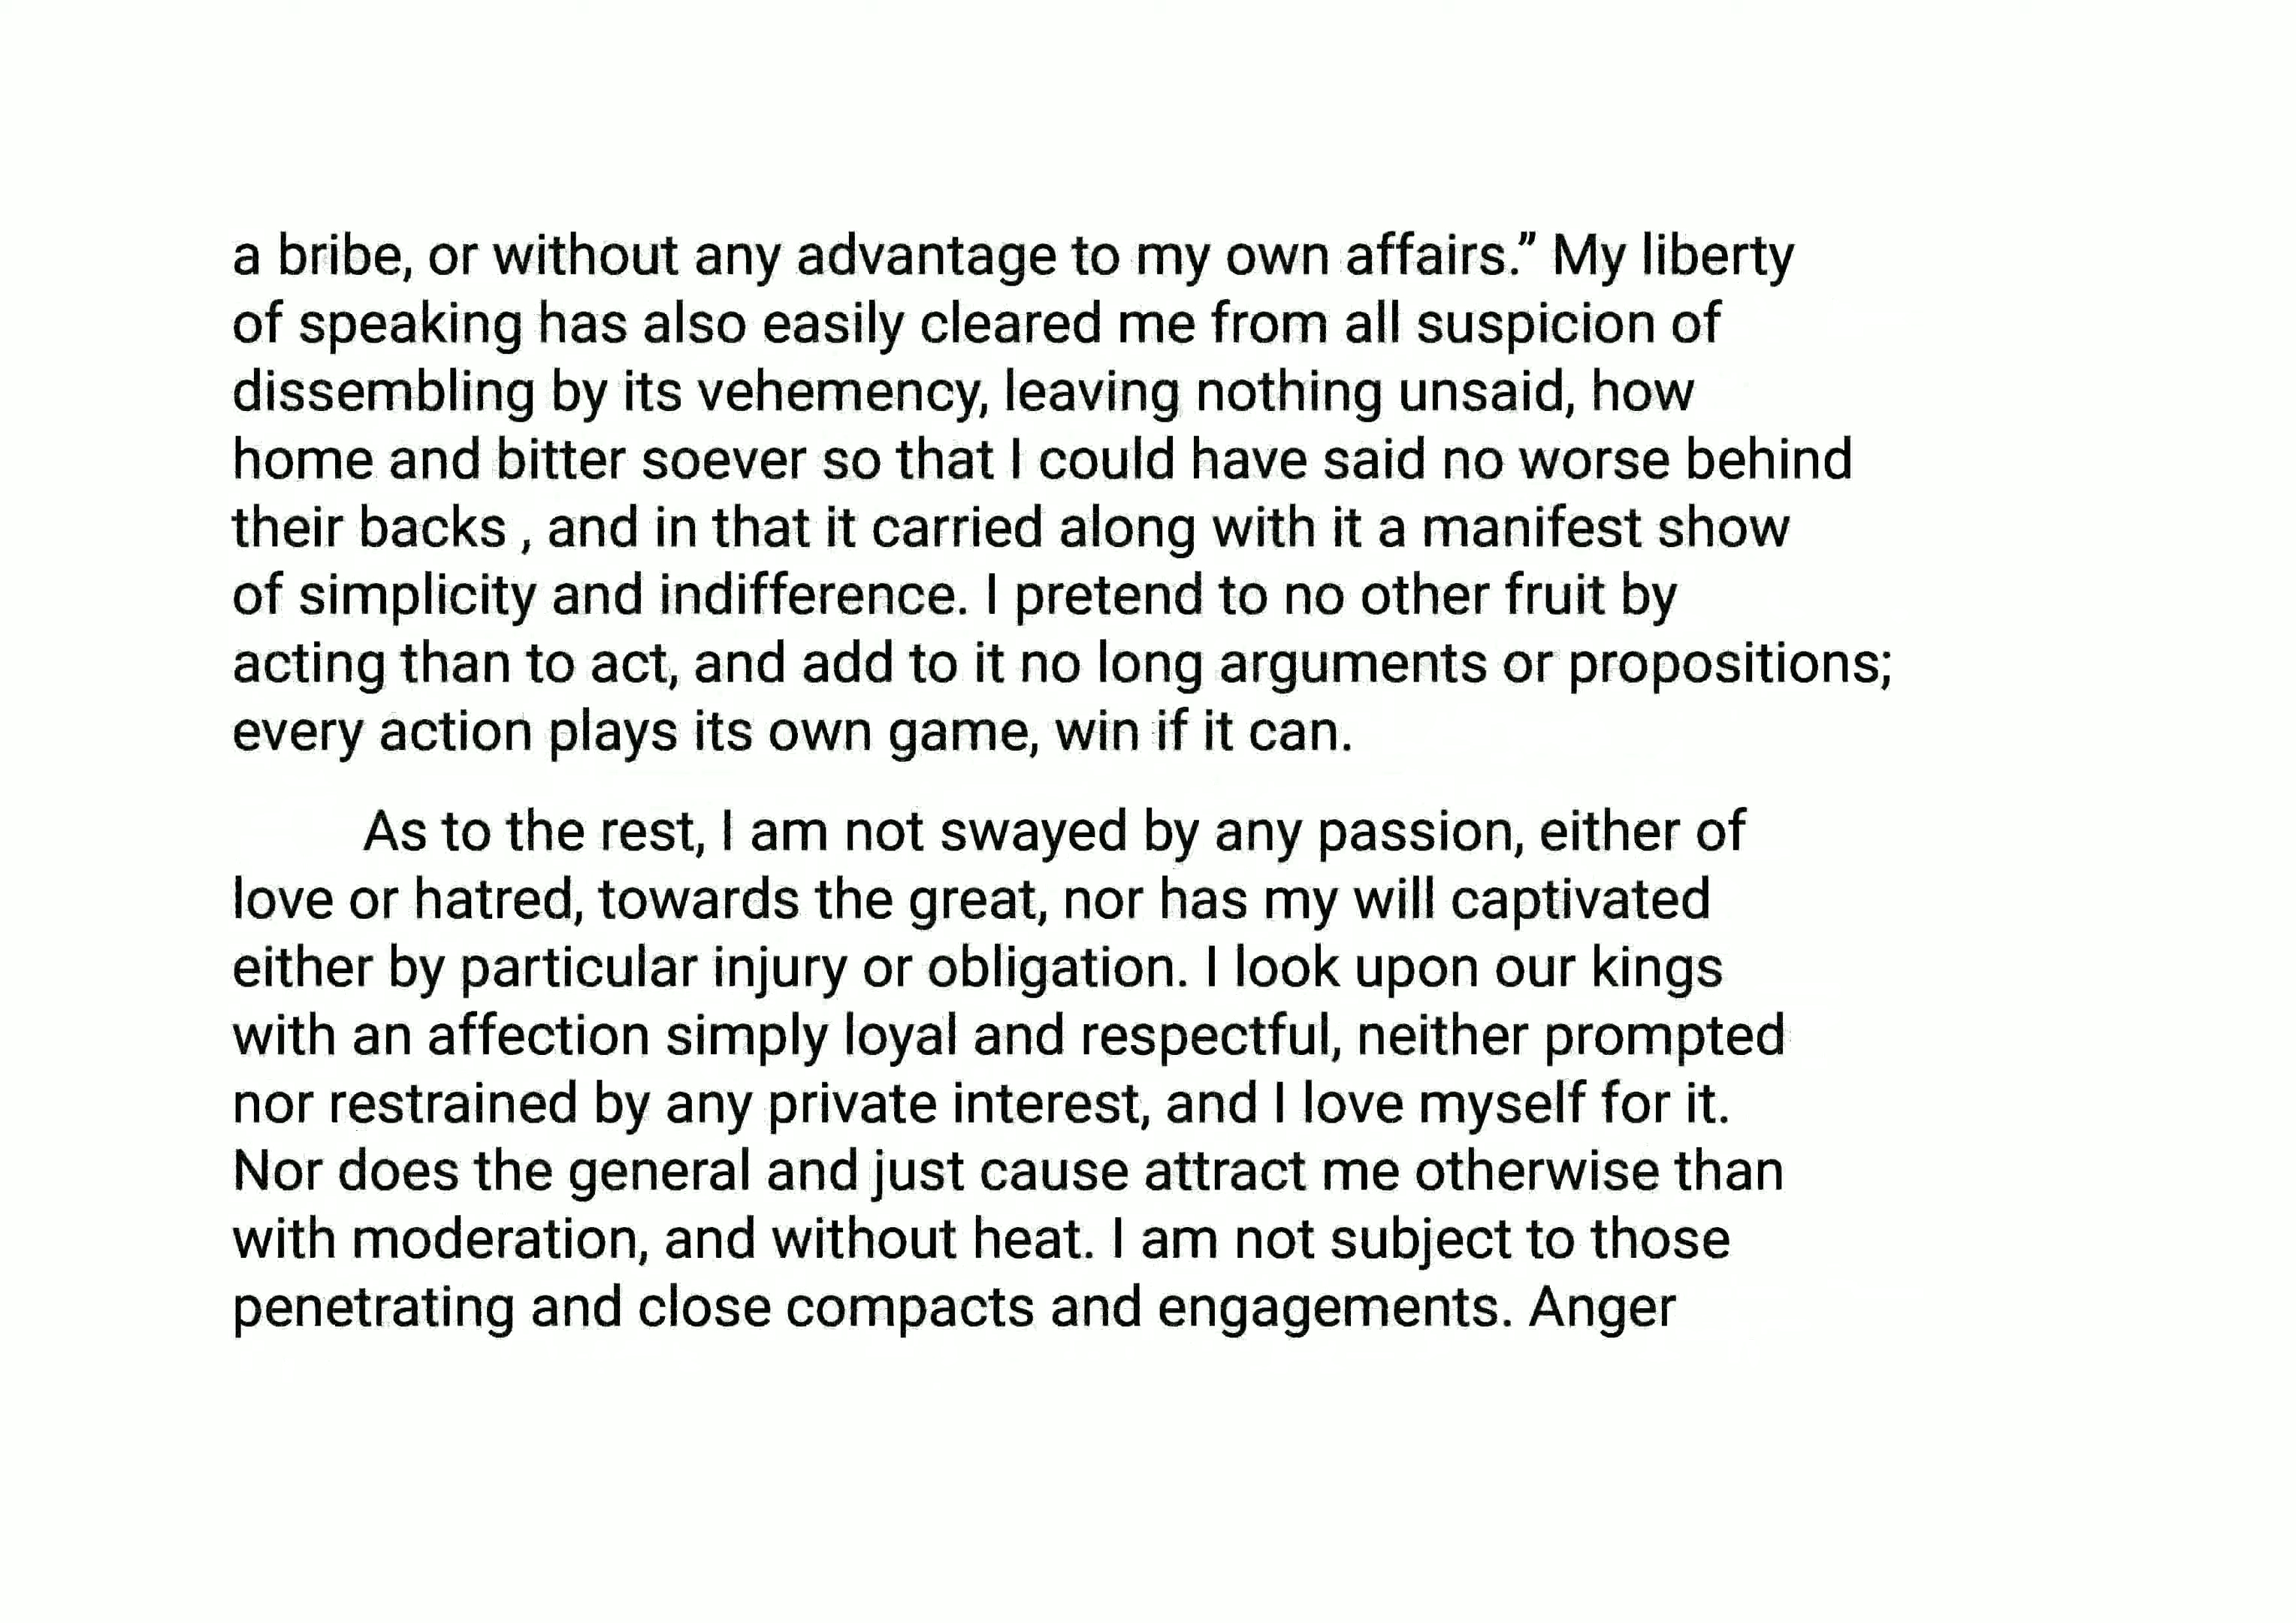 a bribe, or without any advantage to my own affairs.” My liberty
of speaking has also easily cleared me from all suspicion of
dissembling by its vehemency, leaving nothing unsaid, how
home and bitter soever so that I could have said no worse behind
their backs , and in that it carried along with it a manifest show
of simplicity and indifference. I pretend to no other fruit by
acting than to act, and add to it no long arguments or propositions;
every action plays its own game, win if it can.
As to the rest, I am not swayed by any passion, either of
love or hatred, towards the great, nor has my will captivated
either by particular injury or obligation. I look upon our kings
with an affection simply loyal and respectful, neither prompted
nor restrained by any private interest, and I love myself for it.
Nor does the general and just cause attract me otherwise than
with moderation, and without heat. I am not subject to those
penetrating and close compacts and engagements. Anger